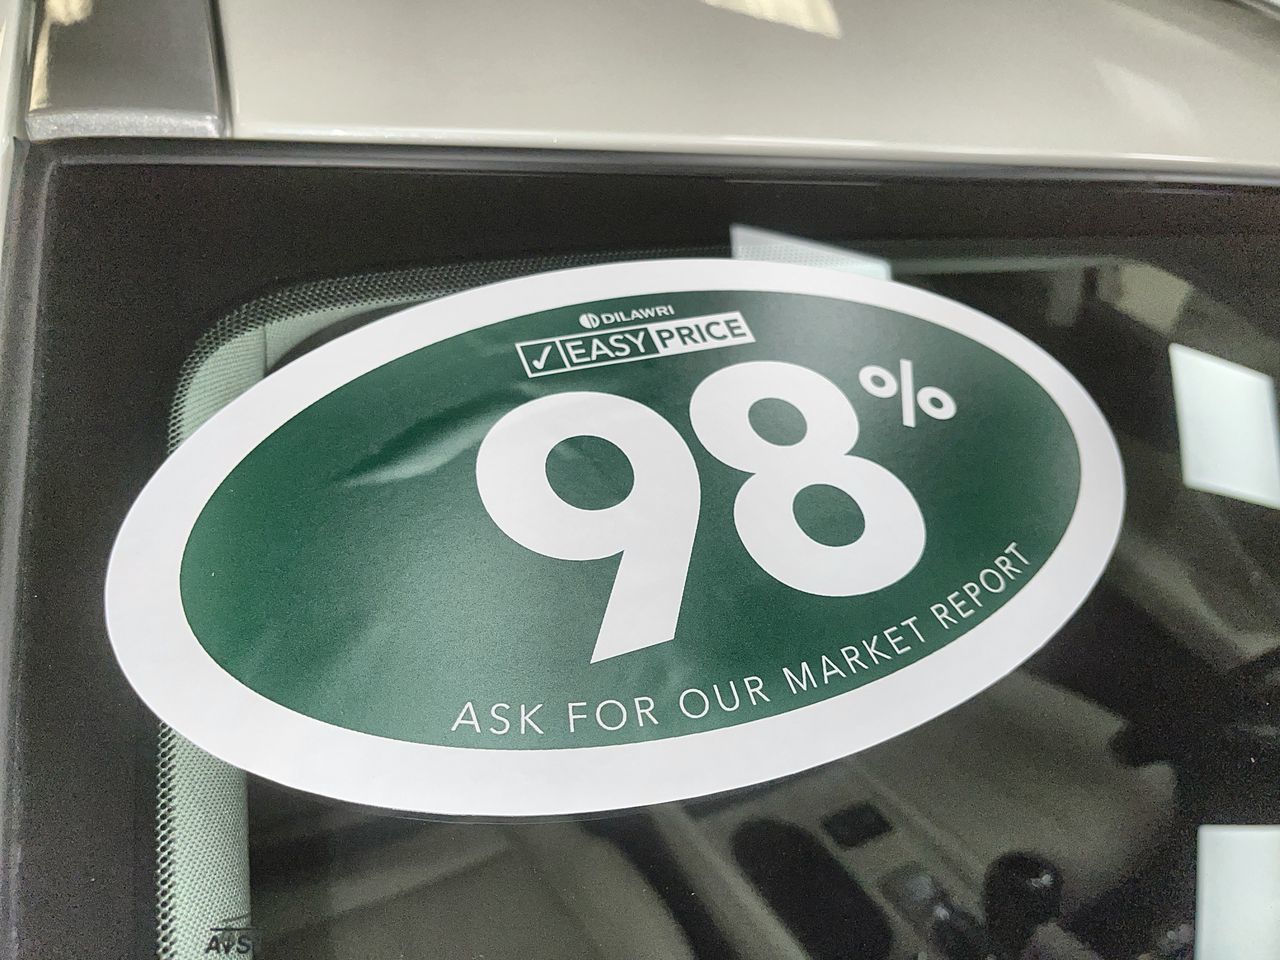 DILAWRI
✓ EASY PRICE
98%
ASK FOR OUR MARKET REPORT